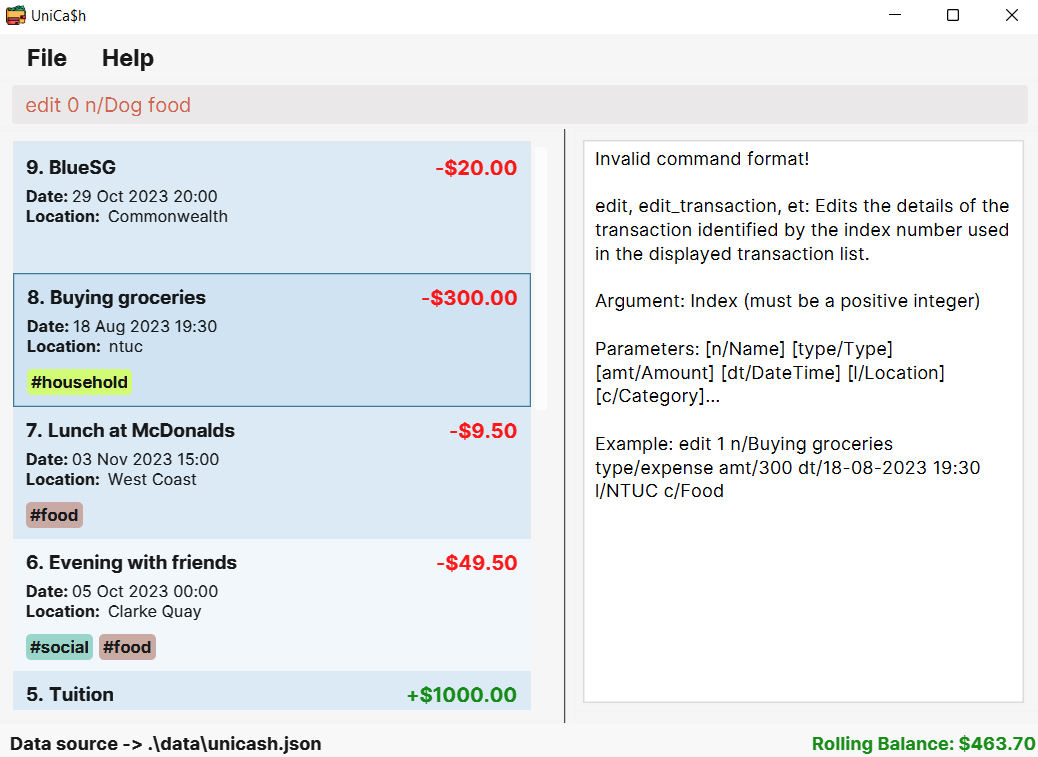 UniCa$h
File Help
edit 0 n/Dog food
9. BlueSG -$20.00
Date: 29 Oct 2023 20:00
Location: Commonwealth
8. Buying groceries -$300.00
Date: 18 Aug 2023 19:30
Location: ntuc
#household
7. Lunch at McDonalds -$9.50
Date: 03 Nov 2023 15:00
Location: West Coast
#food
6. Evening with friends -$49.50
Date: 05 Oct 2023 00:00
Location: Clarke Quay
#social #food
5. Tuition +$1000.00
Invalid command format!
edit, edit_transaction, et: Edits the details of the
transaction identified by the index number used
in the displayed transaction list.
Argument: Index (must be a positive integer)
Parameters: [n/Name] [type/Type]
[amt/Amount] [dt/DateTime] [l/Location]
[c/Category]...
Example: edit 1 n/Buying groceries
type/expense amt/300 dt/18-08-2023 19:30
l/NTUC c/Food
Data source -> .\data\unicash.json
Rolling Balance: $463.70